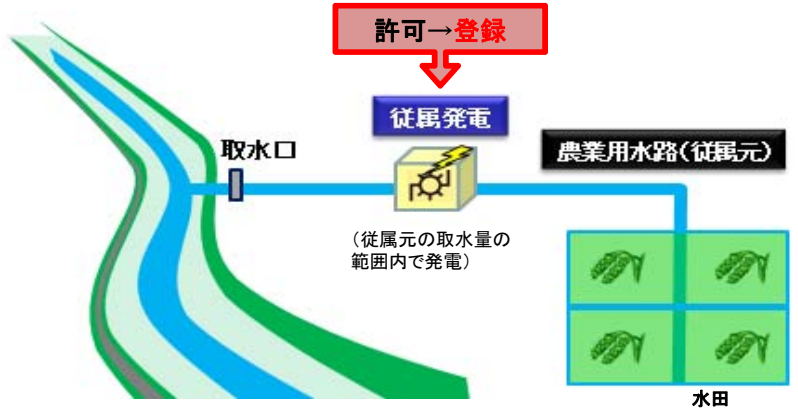 許可→登録
従属発電
取水口
農業用水路(従属元)
(従属元の取水量の
範囲内で発電)
水田